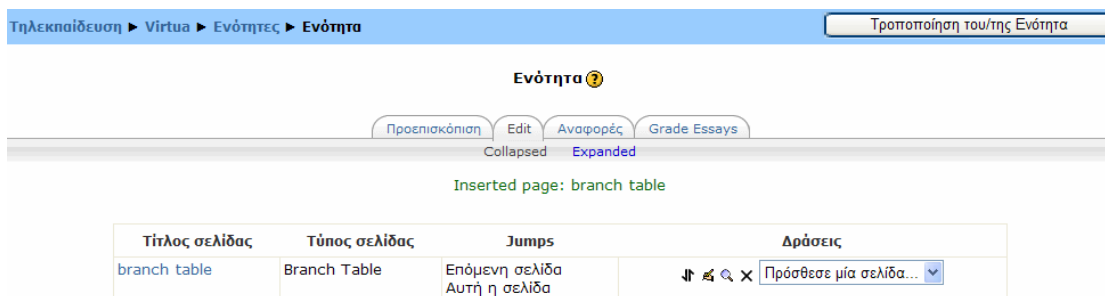 Τηλεκπαίδευση ► Virtua ► Ενότητες ► Ενότητα
Τροποποίηση του/της Ενότητα
Ενότητα ?
Προεπισκόπιση Edit Αναφορές Grade Essays
Collapsed Expanded
Inserted page: branch table
Τίτλος σελίδας Τύπος σελίδας Jumps Δράσεις
branch table Branch Table Επόμενη σελίδα Πρόσθεσε μία σελίδα...
Αυτή η σελίδα